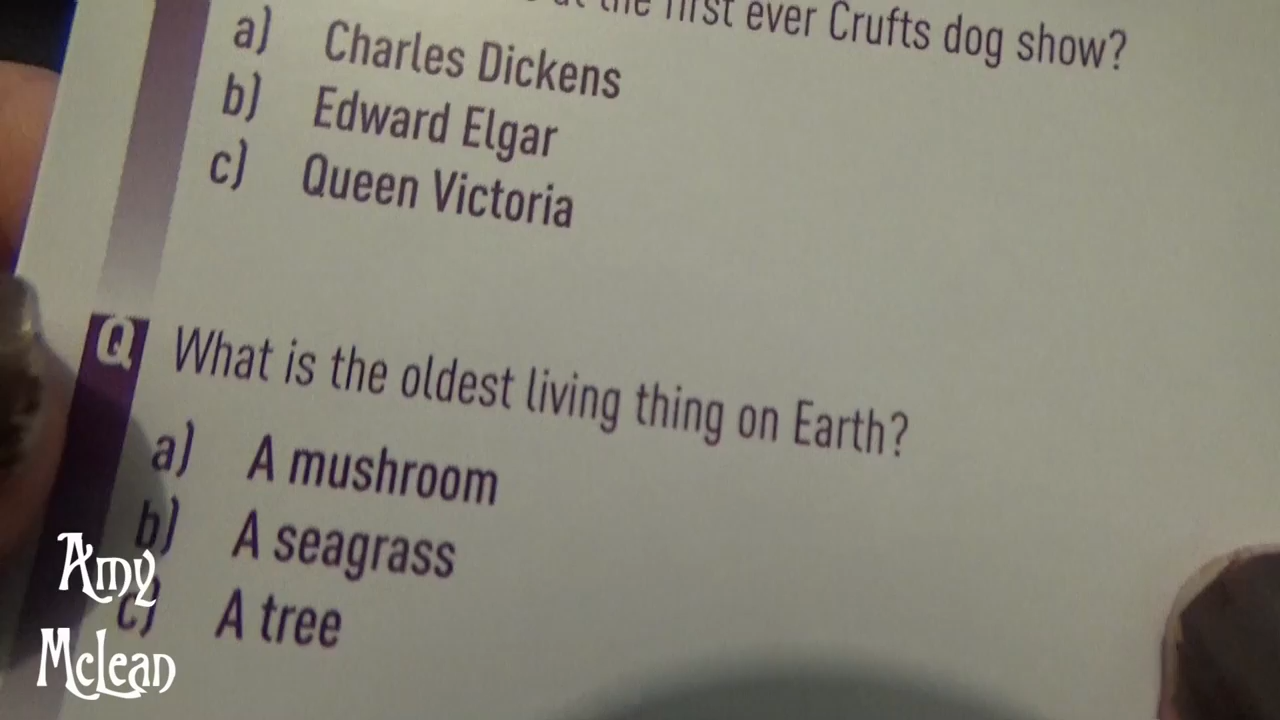 the first ever Crufts dog show?
a) Charles Dickens
b) Edward Elgar
c) Queen Victoria
Q What is the oldest living thing on Earth?
a) A mushroom
b) A seagrass
c) A tree
Amy
McLean